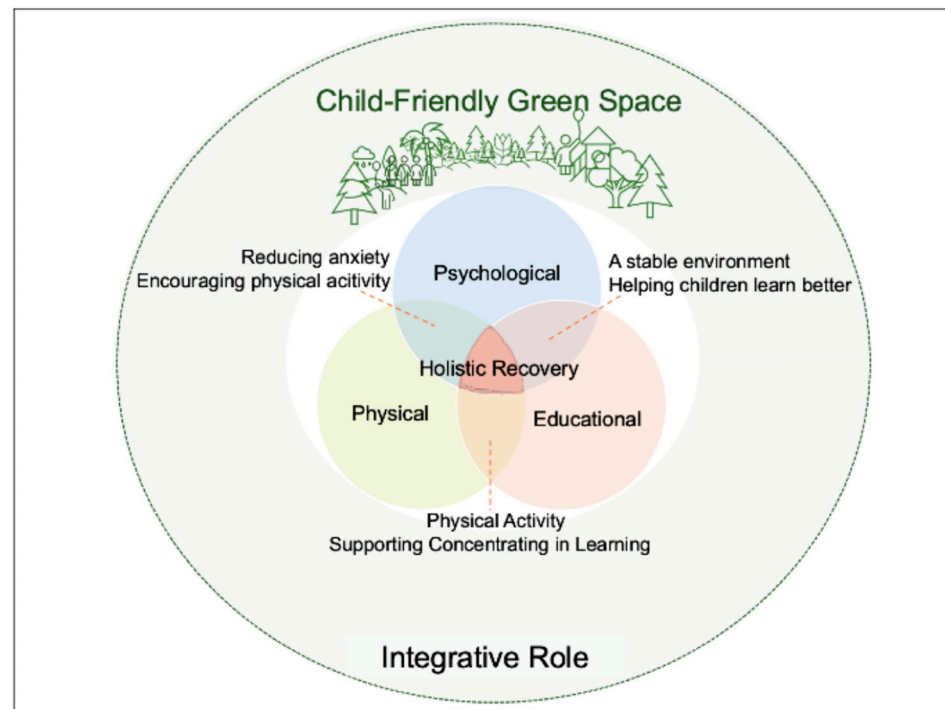 Child-Friendly Green Space
Reducing anxiety
Encouraging physical acitivity
Psychological
A stable environment
Helping children learn better
Holistic Recovery
Physical
Educational
Physical Activity
Supporting Concentrating in Learning
Integrative Role